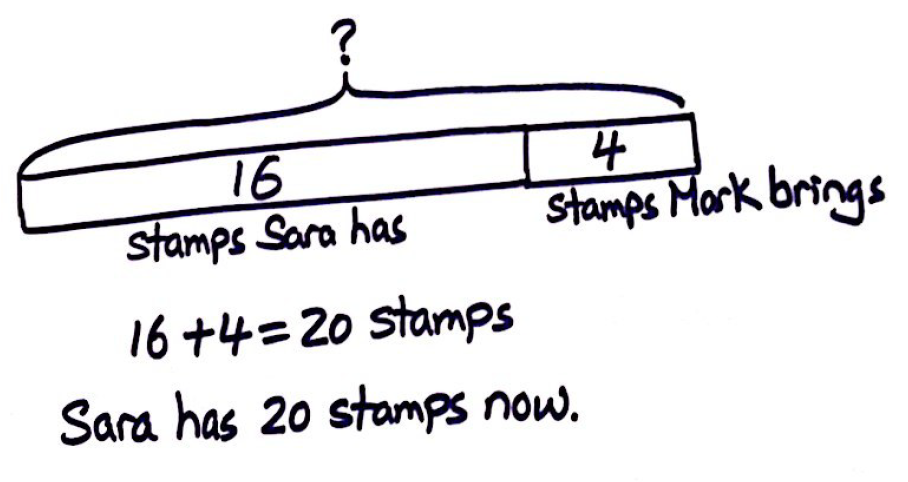 ?
16
4
stamps Sara has
stamps Mark brings
16 + 4 = 20 stamps
Sara has 20 stamps now.